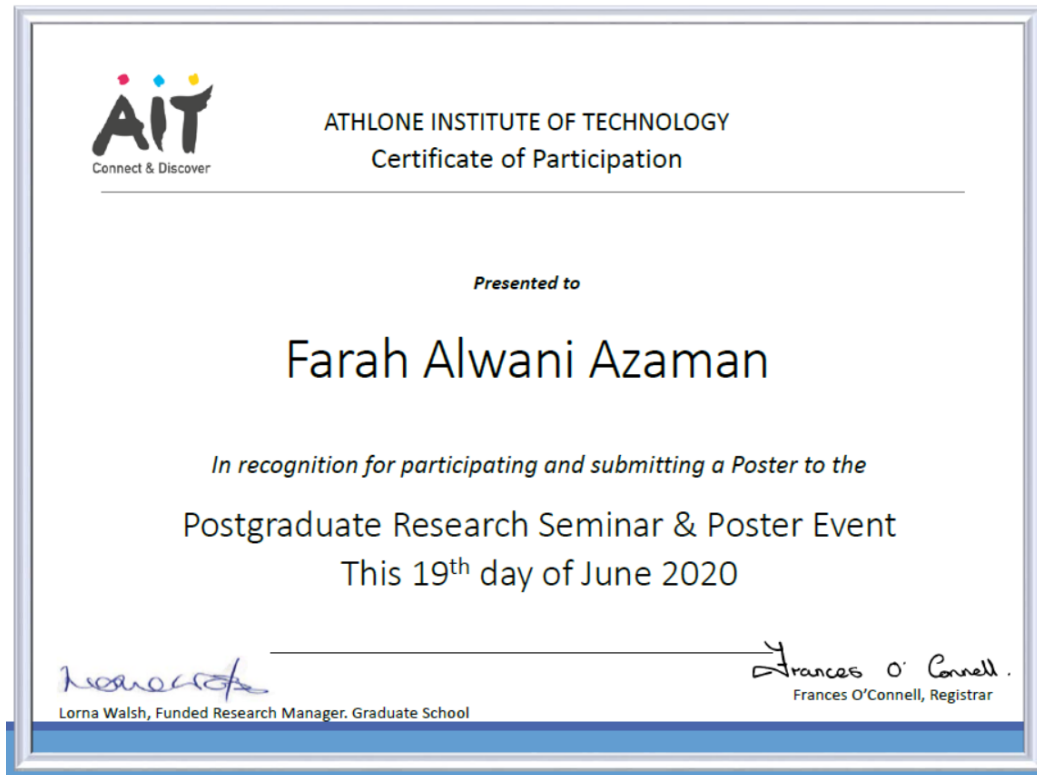 AIT
Connect & Discover
ATHLONE INSTITUTE OF TECHNOLOGY
Certificate of Participation
Presented to
Farah Alwani Azaman
In recognition for participating and submitting a Poster to the
Postgraduate Research Seminar & Poster Event
This 19th day of June 2020
Frances O' Connell.
Lorna Walsh, Funded Research Manager. Graduate School
Frances O'Connell, Registrar